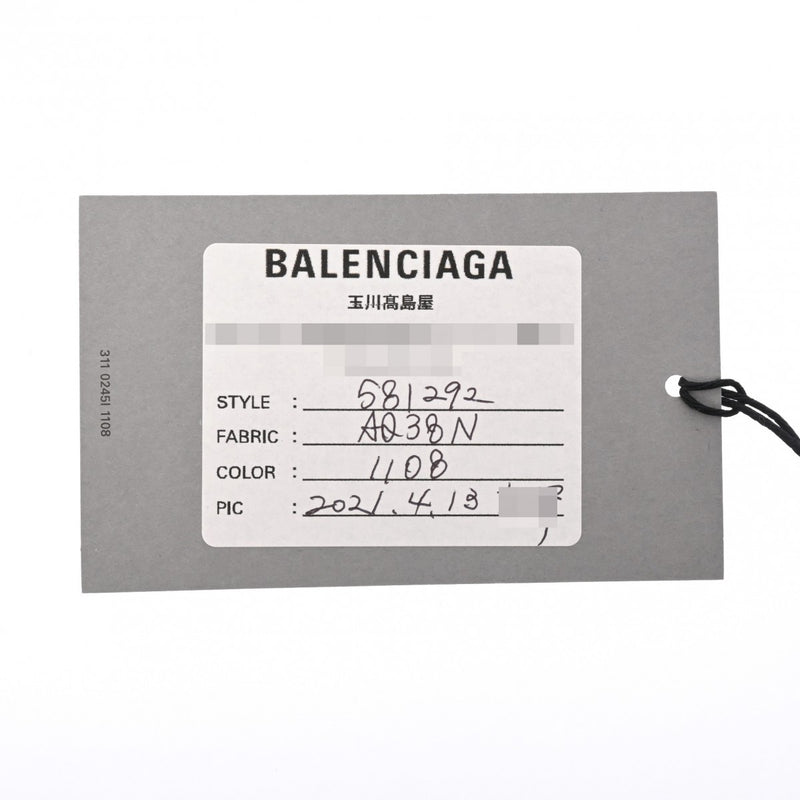 BALENCIAGA
玉川髙島屋
STYLE : 581292
FABRIC : AQ38N
COLOR : 1108
PIC : 2021.4.13
311 0245I 1108